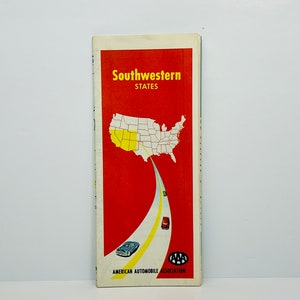 Southwestern
STATES
AAA
AMERICAN AUTOMOBILE ASSOCIATION